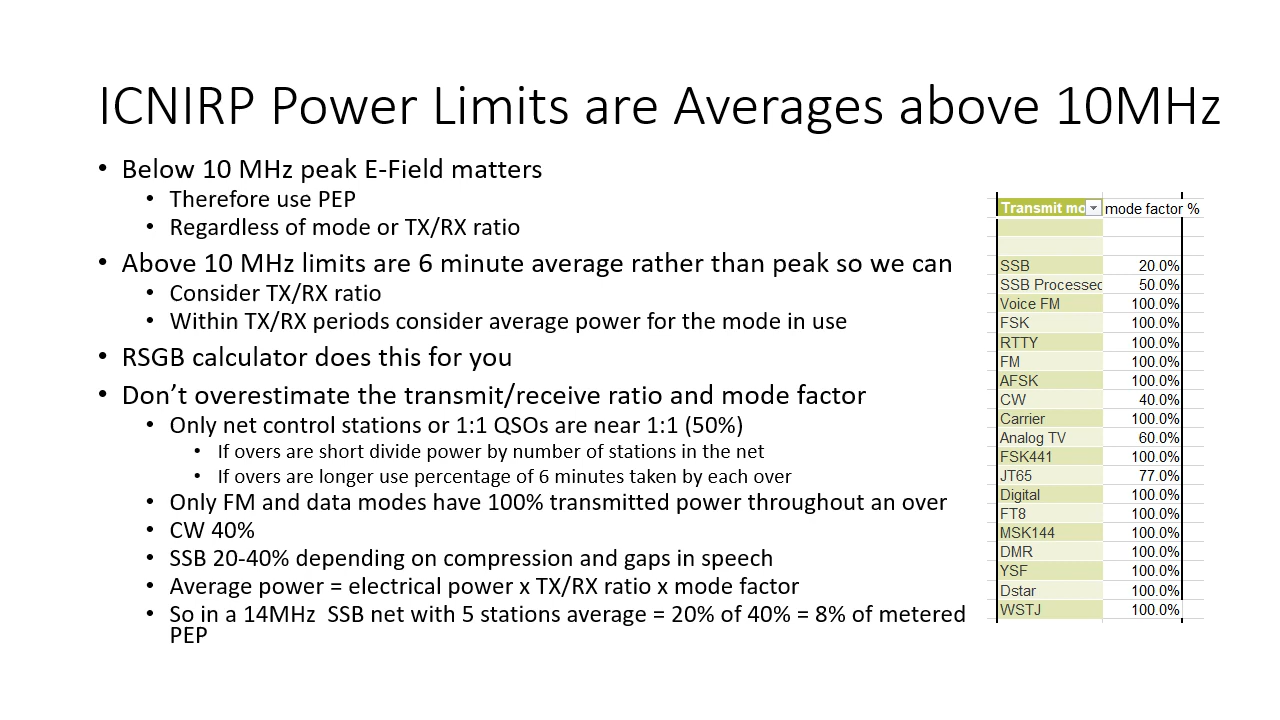 ICNIRP Power Limits are Averages above 10MHz
• Below 10 MHz peak E-Field matters
• Therefore use PEP
• Regardless of mode or TX/RX ratio
• Above 10 MHz limits are 6 minute average rather than peak so we can
• Consider TX/RX ratio
• Within TX/RX periods consider average power for the mode in use
• RSGB calculator does this for you
• Don’t overestimate the transmit/receive ratio and mode factor
• Only net control stations or 1:1 QSOs are near 1:1 (50%)
• If overs are short divide power by number of stations in the net
• If overs are longer use percentage of 6 minutes taken by each over
• Only FM and data modes have 100% transmitted power throughout an over
• CW 40%
• SSB 20-40% depending on compression and gaps in speech
• Average power = electrical power x TX/RX ratio x mode factor
• So in a 14MHz SSB net with 5 stations average = 20% of 40% = 8% of metered
PEP
Transmit mo mode factor %
SSB 20.0%
SSB Processed 50.0%
Voice FM 100.0%
FSK 100.0%
RTTY 100.0%
FM 100.0%
AFSK 100.0%
CW 40.0%
Carrier 100.0%
Analog TV 60.0%
FSK441 100.0%
JT65 77.0%
Digital 100.0%
FT8 100.0%
MSK144 100.0%
DMR 100.0%
YSF 100.0%
Dstar 100.0%
WSTJ 100.0%